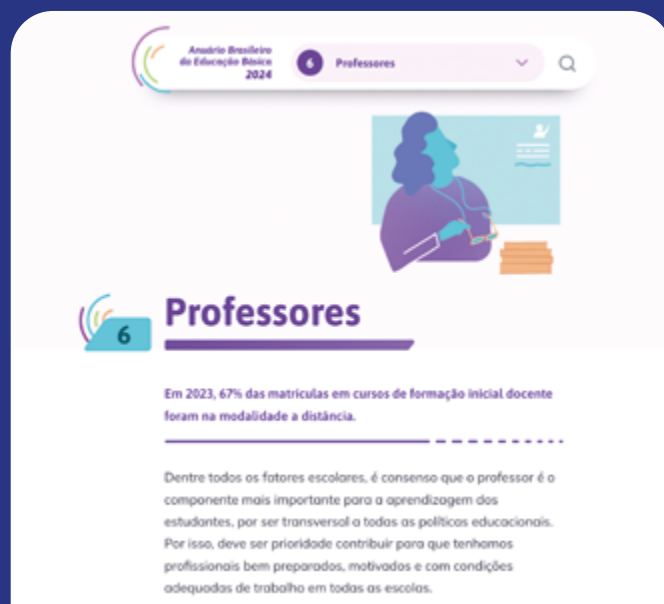 Anuário Brasileiro
da Educação Básica
2024
6 Professores
6
Professores
Em 2023, 67% das matrículas em cursos de formação inicial docente
foram na modalidade a distância.
Dentre todos os fatores escolares, é consenso que o professor é o
componente mais importante para a aprendizagem dos
estudantes, por ser transversal a todas as políticas educacionais.
Por isso, deve ser prioridade contribuir para que tenhamos
profissionais bem preparados, motivados e com condições
adequadas de trabalho em todas as escolas.